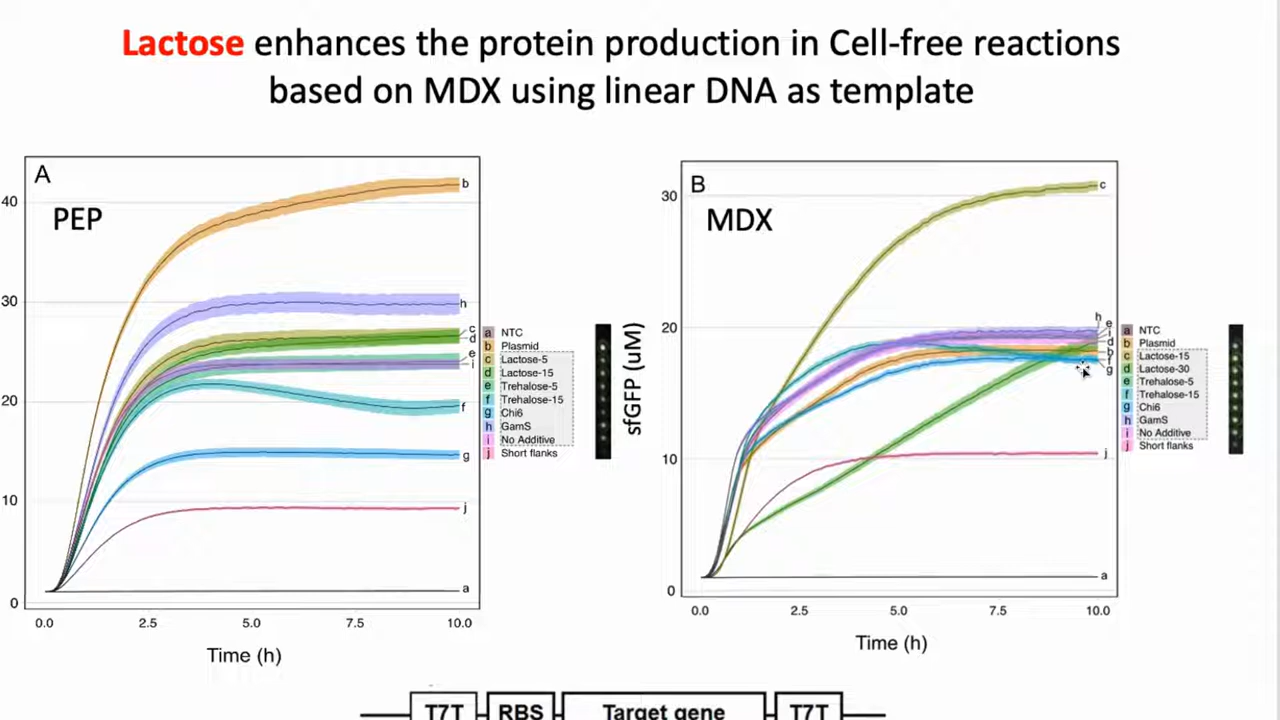 Lactose enhances the protein production in Cell-free reactions
based on MDX using linear DNA as template
A
PEP
40
30
20
10
0
0.0 2.5 5.0 7.5 10.0
Time (h)
b
h
c
d
e
i
f
g
j
a
a NTC
b Plasmid
c Lactose-5
d Lactose-15
e Trehalose-5
f Trehalose-15
g Chi6
h GamS
i No Additive
j Short flanks
B
MDX
sfGFP (uM)
30
20
10
0
0.0 2.5 5.0 7.5 10.0
Time (h)
c
h
e
d
b
f
g
j
a
a NTC
b Plasmid
c Lactose-15
d Lactose-30
e Trehalose-5
f Trehalose-15
g Chi6
h GamS
i No Additive
j Short flanks
T7T RBS Target gene T7T